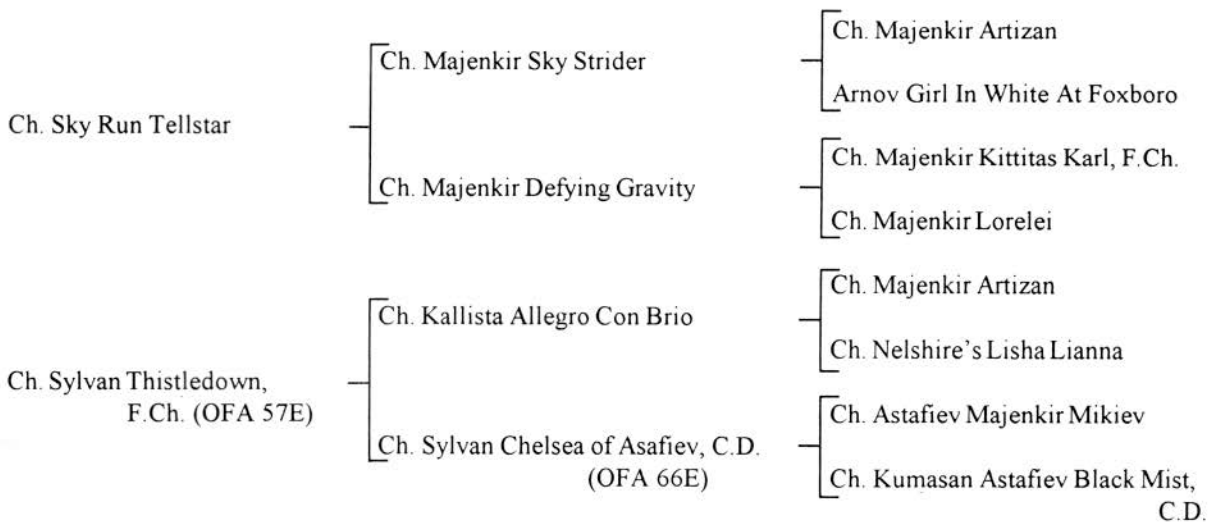 Ch. Majenkir Artizan
Ch. Majenkir Sky Strider
Arnov Girl In White At Foxboro
Ch. Sky Run Tellstar
Ch. Majenkir Kittitas Karl, F.Ch.
Ch. Majenkir Defying Gravity
Ch. Majenkir Lorelei
Ch. Majenkir Artizan
Ch. Kallista Allegro Con Brio
Ch. Nelshire's Lisha Lianna
Ch. Sylvan Thistledown,
F.Ch. (OFA 57E)
Ch. Astafiev Majenkir Mikiev
Ch. Sylvan Chelsea of Asafiev, C.D.
(OFA 66E)
Ch. Kumasan Astafiev Black Mist,
C.D.